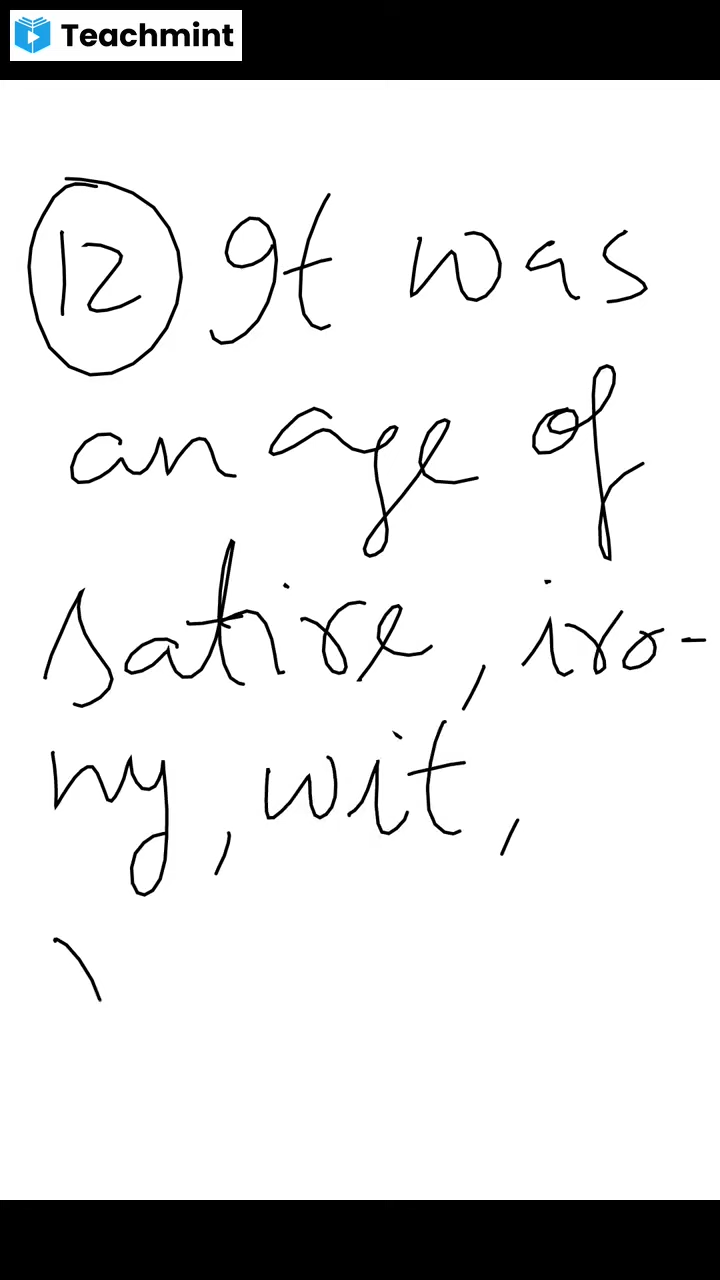 Teachmint
12 It was
an age of
satire, iro-
ny, wit,